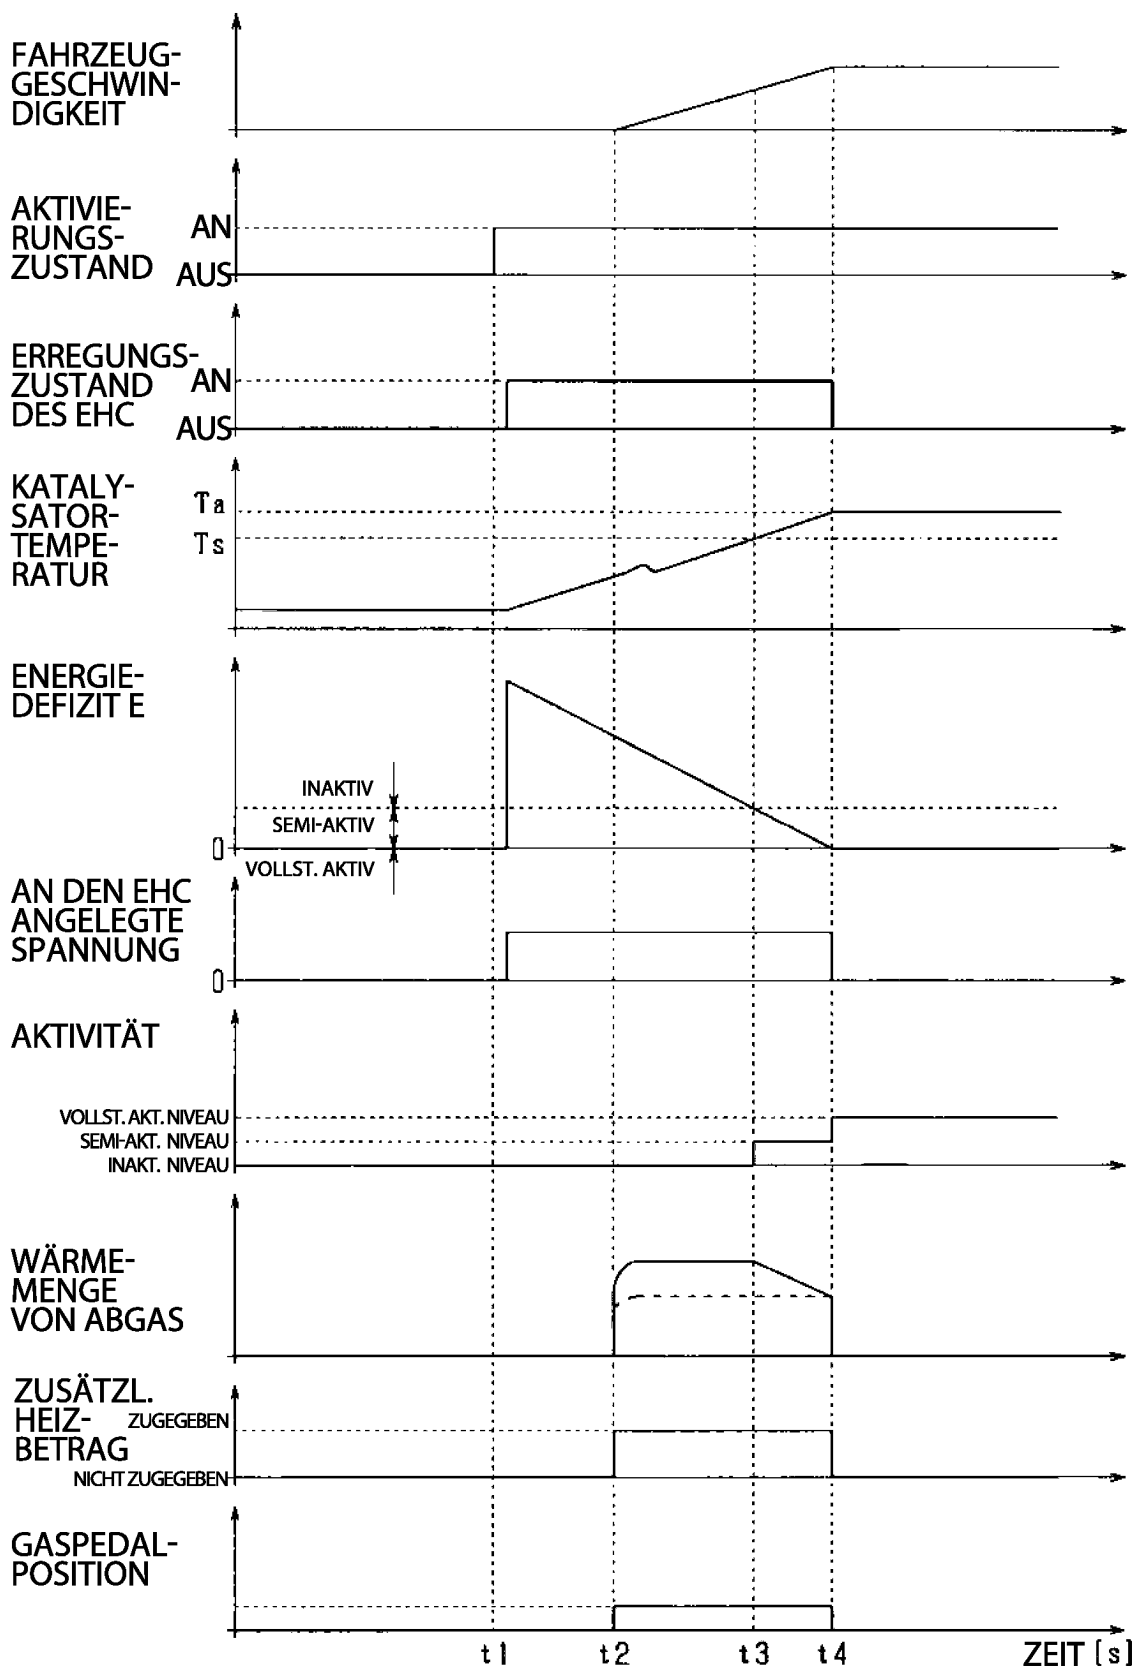 FAHRZEUG-
GESCHWIN-
DIGKEIT
AKTIVIE-
RUNGS-
ZUSTAND
AN
AUS
ERREGUNGS-
ZUSTAND
DES EHC
AN
AUS
KATALY-
SATOR-
TEMPE-
RATUR
Ta
Ts
ENERGIE-
DEFIZIT E
INAKTIV
SEMI-AKTIV
0
VOLLST. AKTIV
AN DEN EHC
ANGELEGTE
SPANNUNG
0
AKTIVITÄT
VOLLST. AKT. NIVEAU
SEMI-AKT. NIVEAU
INAKT. NIVEAU
WÄRME-
MENGE
VON ABGAS
ZUSÄTZL.
HEIZ-
BETRAG
ZUGEGEBEN
NICHT ZUGEGEBEN
GASPEDAL-
POSITION
t1 t2 t3 t4 ZEIT [s]